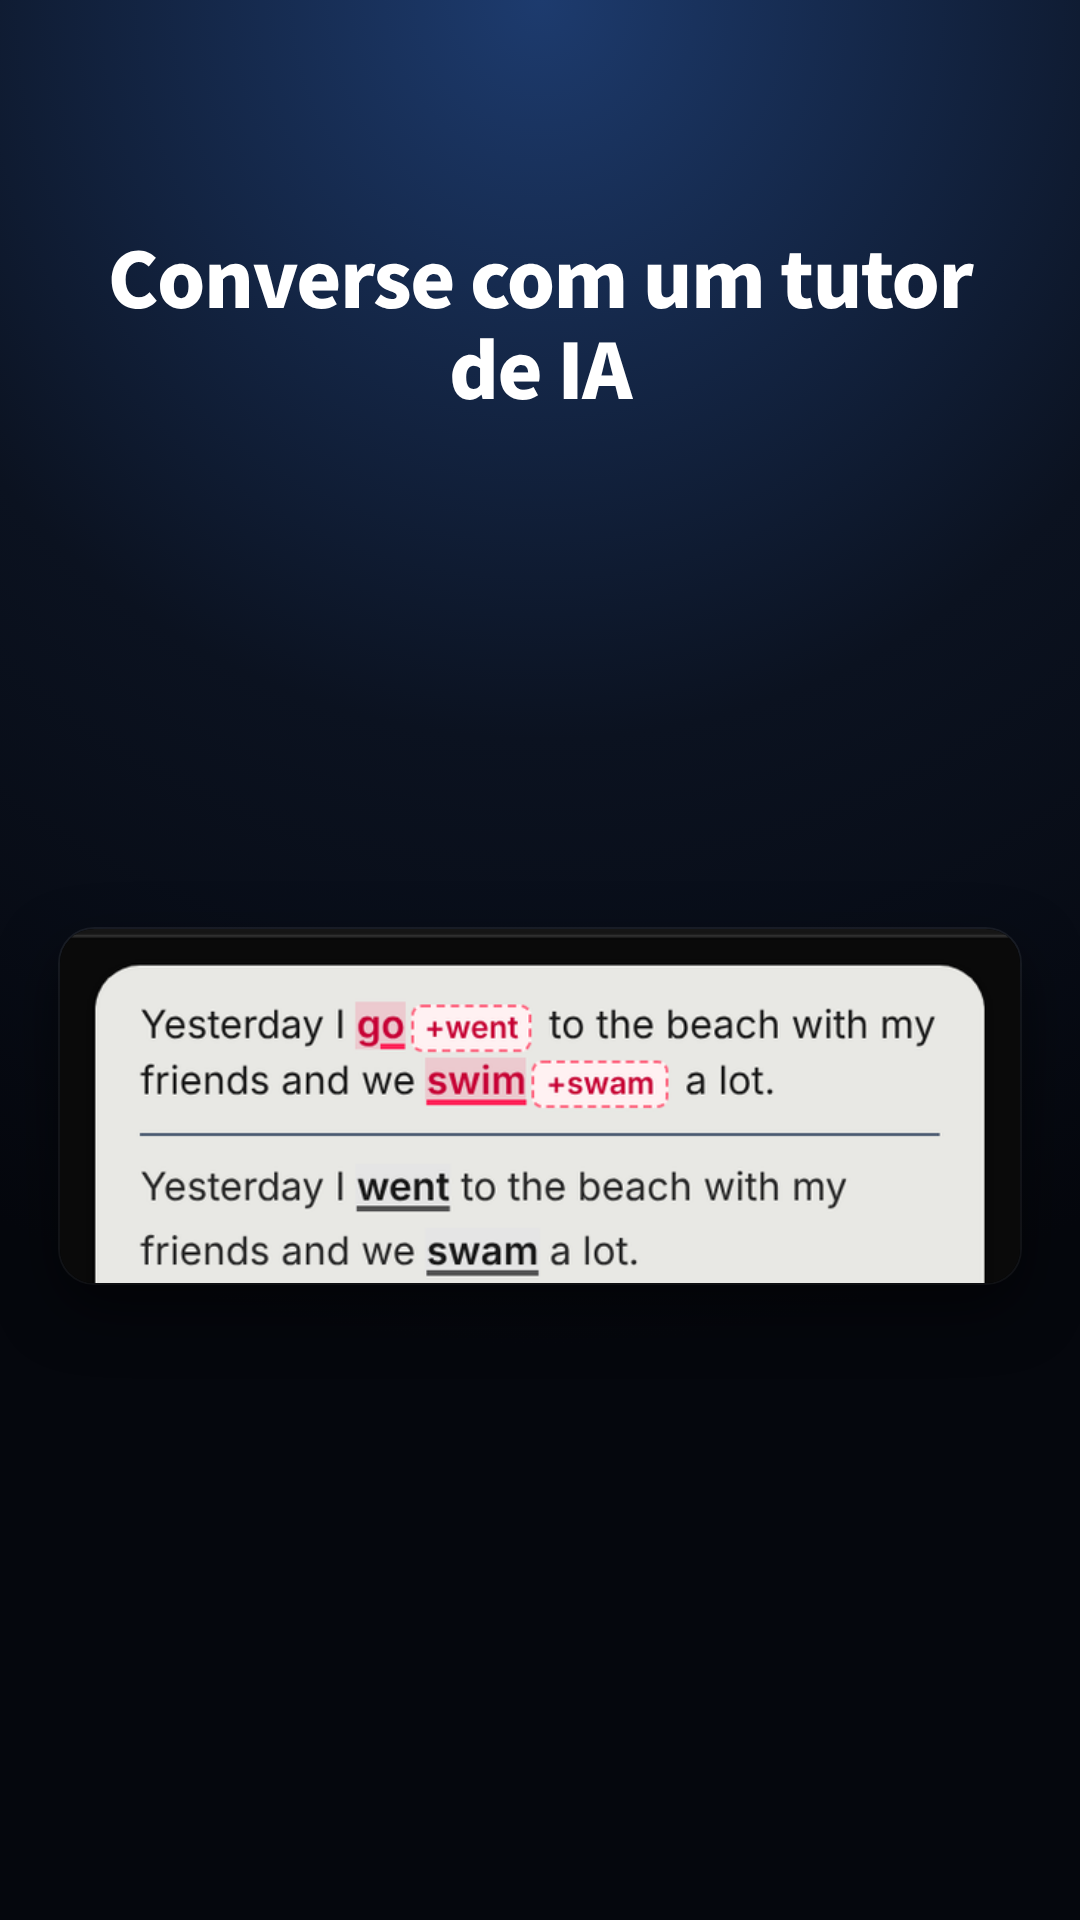 Converse com um tutor
de IA
Yesterday I go +went to the beach with my
friends and we swim +swam a lot.
Yesterday I went to the beach with my
friends and we swam a lot.